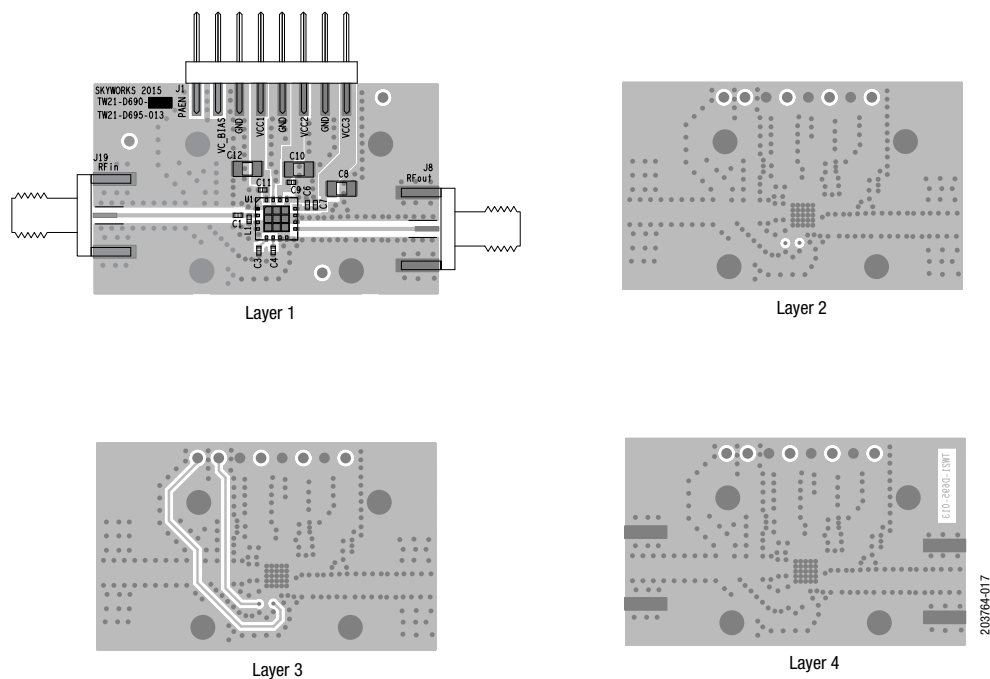 SKYWORKS 2015
TW21-D690-
TW21-D695-013
J1
PAEN
VC_BIAS
GND
VCC1
GND
VCC2
GND
VCC3
J19
RFin
J8
RFout
C12
C10
C8
C11
C9
C6
C7
U1
C1
L1
C3
C4
Layer 1
Layer 2
Layer 3
TW21-D695-013
Layer 4
203764-017